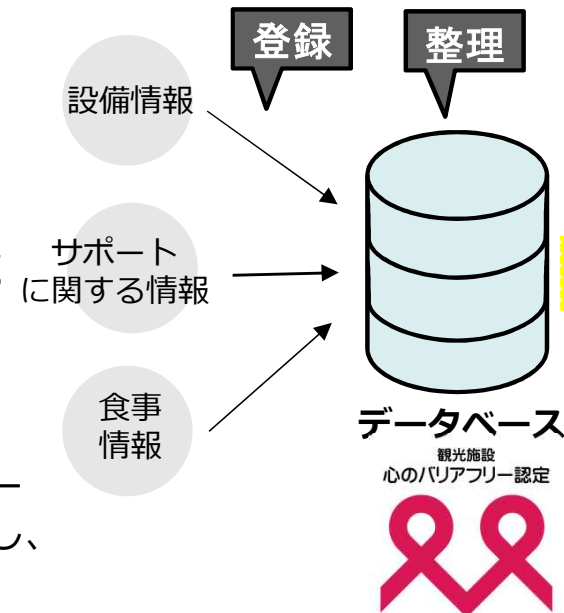 登録
整理
設備情報
サポート
に関する情報
食事
情報
データベース
観光施設
心のバリアフリー認定
ー
し、